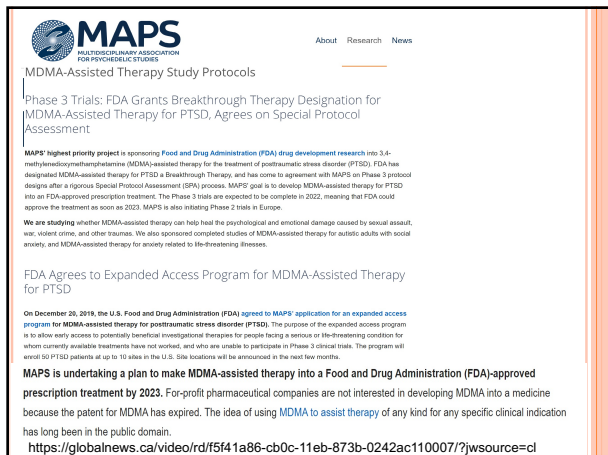 MAPS
MULTIDISCIPLINARY ASSOCIATION
FOR PSYCHEDELIC STUDIES
About Research News
MDMA-Assisted Therapy Study Protocols
Phase 3 Trials: FDA Grants Breakthrough Therapy Designation for
MDMA-Assisted Therapy for PTSD, Agrees on Special Protocol
Assessment
MAPS' highest priority project is sponsoring Food and Drug Administration (FDA) drug development research into 3,4-
methylenedioxymethamphetamine (MDMA)-assisted therapy for the treatment of posttraumatic stress disorder (PTSD). FDA has
designated MDMA-assisted therapy for PTSD a Breakthrough Therapy, and has come to agreement with MAPS on Phase 3 protocol
designs after a rigorous Special Protocol Assessment (SPA) process. MAPS' goal is to develop MDMA-assisted therapy for PTSD
into an FDA-approved prescription treatment. The Phase 3 trials are expected to be complete in 2022, meaning that FDA could
approve the treatment as soon as 2023. MAPS is also initiating Phase 2 trials in Europe.
We are studying whether MDMA-assisted therapy can help heal the psychological and emotional damage caused by sexual assault,
war, violent crime, and other traumas. We also sponsored completed studies of MDMA-assisted therapy for autistic adults with social
anxiety, and MDMA-assisted therapy for anxiety related to life-threatening illnesses.
FDA Agrees to Expanded Access Program for MDMA-Assisted Therapy
for PTSD
On December 20, 2019, the U.S. Food and Drug Administration (FDA) agreed to MAPS' application for an expanded access
program for MDMA-assisted therapy for posttraumatic stress disorder (PTSD). The purpose of the expanded access program
is to allow early access to potentially beneficial investigational therapies for people facing a serious or life-threatening condition for
whom currently available treatments have not worked, and who are unable to participate in Phase 3 clinical trials. The program will
enroll 50 PTSD patients at up to 10 sites in the U.S. Site locations will be announced in the next few months.
MAPS is undertaking a plan to make MDMA-assisted therapy into a Food and Drug Administration (FDA)-approved
prescription treatment by 2023. For-profit pharmaceutical companies are not interested in developing MDMA into a medicine
because the patent for MDMA has expired. The idea of using MDMA to assist therapy of any kind for any specific clinical indication
has long been in the public domain.
https://globalnews.ca/video/rd/f5f41a86-cb0c-11eb-873b-0242ac110007/?jwsource=cl